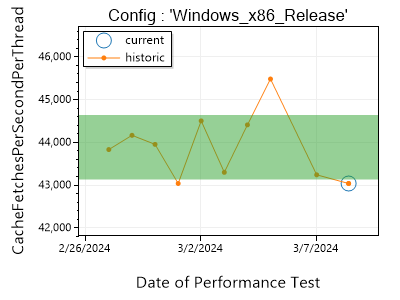 Config : 'Windows_x86_Release'
CacheFetchesPerSecondPerThread
current
historic
46,000
45,000
44,000
43,000
42,000
2/26/2024
3/2/2024
3/7/2024
Date of Performance Test